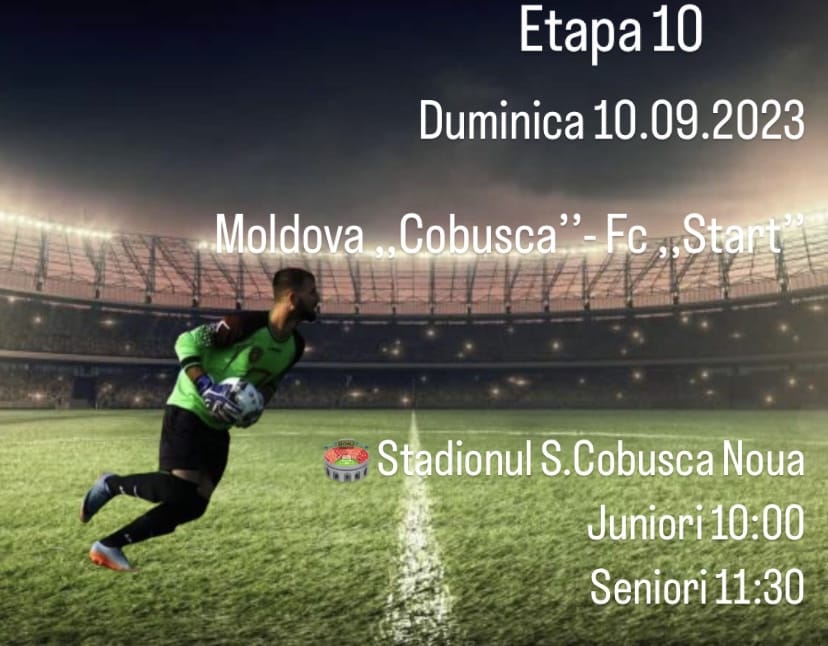 Etapa 10
Duminica 10.09.2023
Moldova ,,Cobusca’’- Fc ,,Start”
Stadionul S.Cobusca Noua
Juniori 10:00
Seniori 11:30